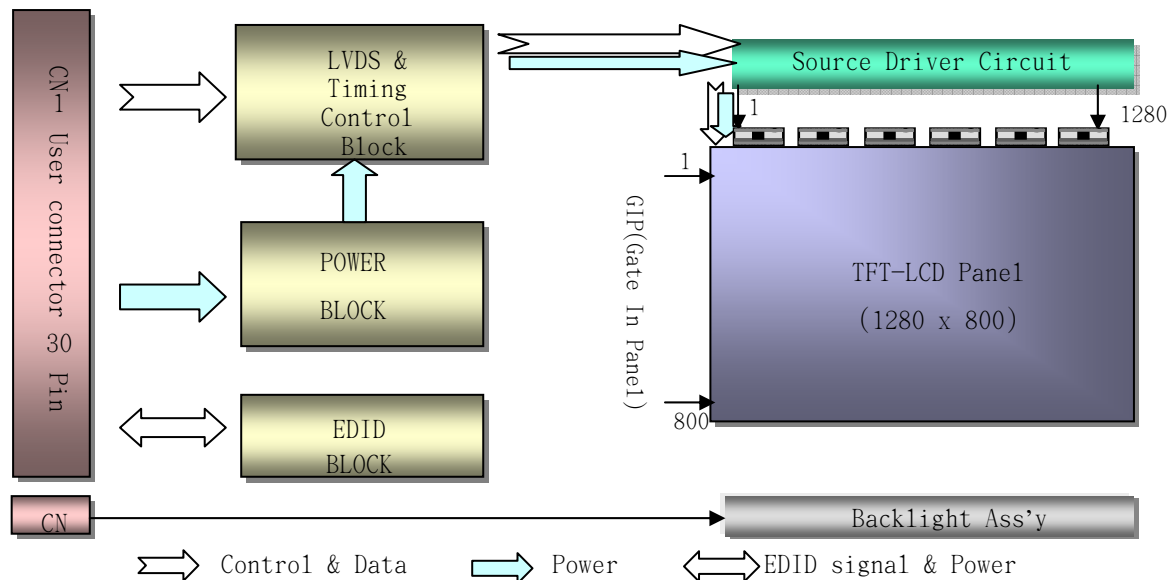 CN-1 User connector 30 Pin
LVDS &
Timing
Control
Block
Source Driver Circuit
1
1280
POWER
BLOCK
1
GIP(Gate In Panel)
800
TFT-LCD Panel
(1280 x 800)
EDID
BLOCK
CN
Backlight Ass'y
Control & Data
Power
EDID signal & Power